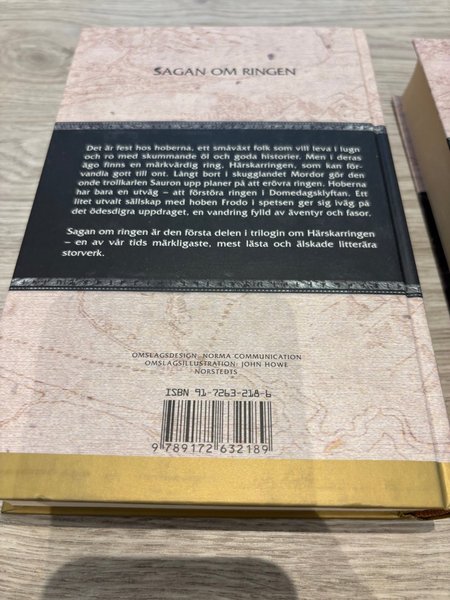 SAGAN OM RINGEN
Det är fest hos hoberna, ett småväxt folk som vill leva i lugn
och ro med skummande öl och goda historier. Men i deras
ägo finns en märkvärdig ring, Härskarringen, som kan för-
vandla gott till ont. Långt bort i skugglandet Mordor gör den
onde trollkarlen Sauron upp planer på att erövra ringen. Hoberna
har bara en utväg – att förstöra ringen i Domedagsklyftan. Ett
litet utvalt sällskap med hoben Frodo i spetsen ger sig iväg på
det ödesdigra uppdraget, en vandring fylld av äventyr och fasor.
Sagan om ringen är den första delen i trilogin om Härskarringen
– en av vår tids märkligaste, mest lästa och älskade litterära
storverk.
OMSLAGSDESIGN: NORMA COMMUNICATION
OMSLAGSILLUSTRATION: JOHN HOWE
NORSTEDTS
ISBN 91-7263-218-6
9 789172 632189